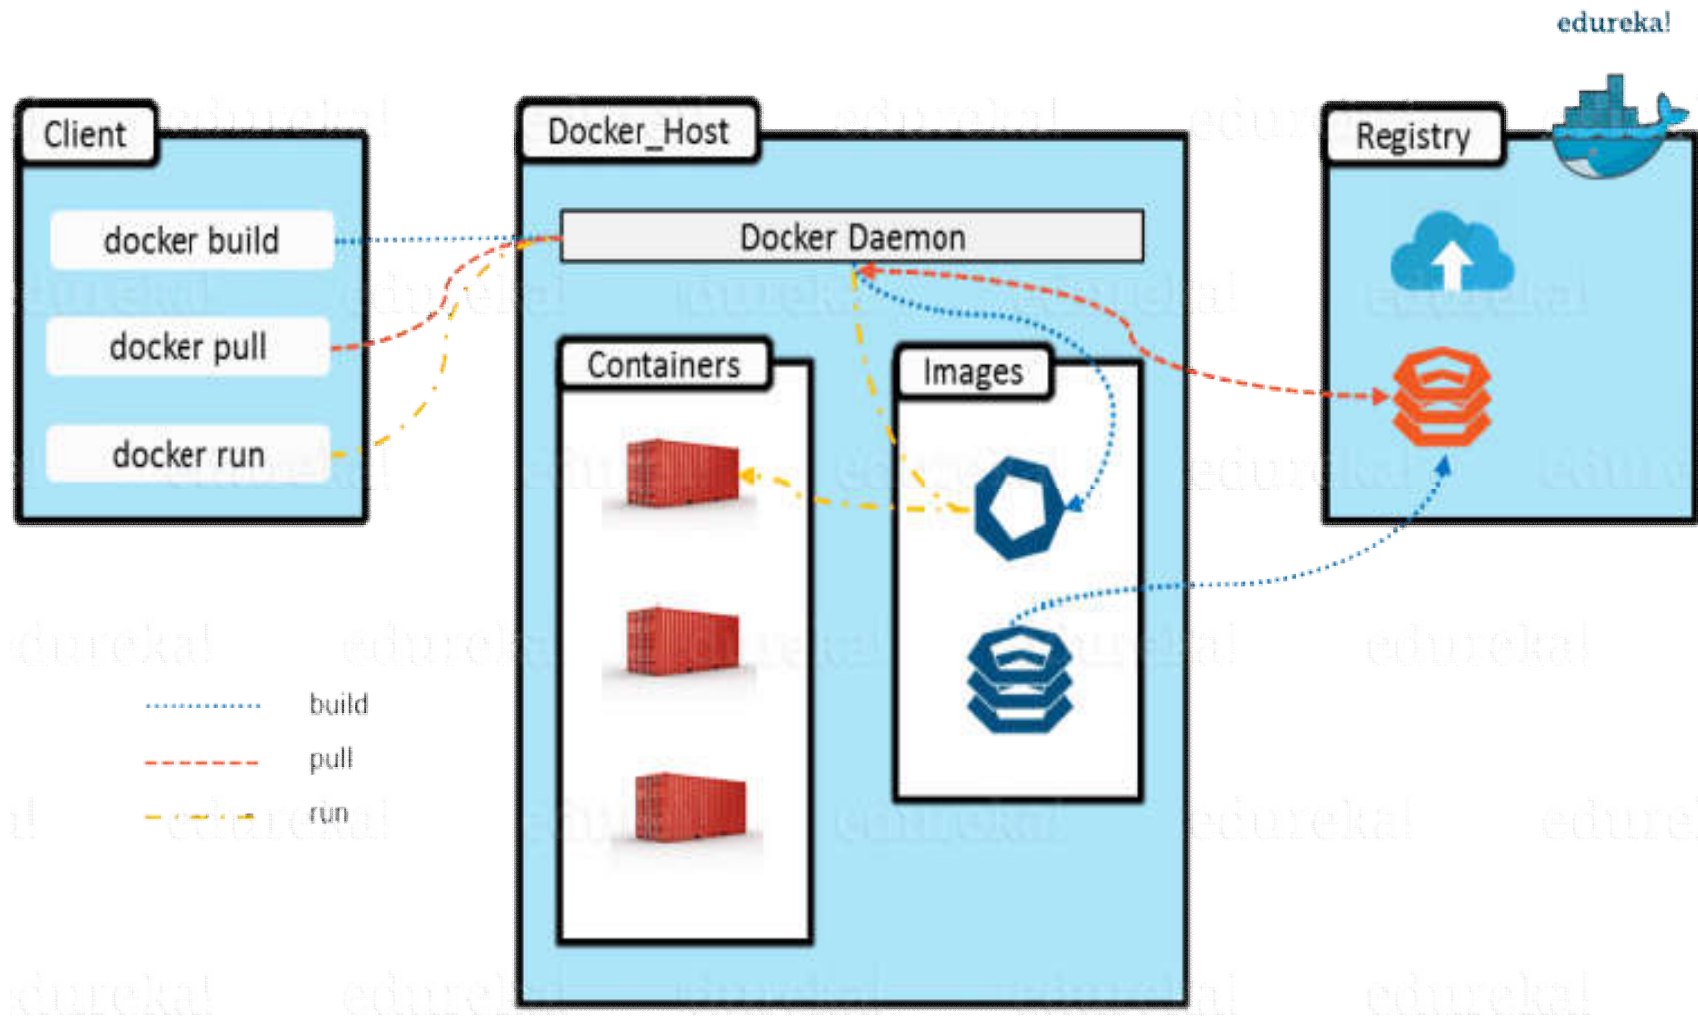 edureka!
Client
docker build
docker pull
docker run
Docker_Host
Docker Daemon
Containers
Images
Registry
build
pull
run